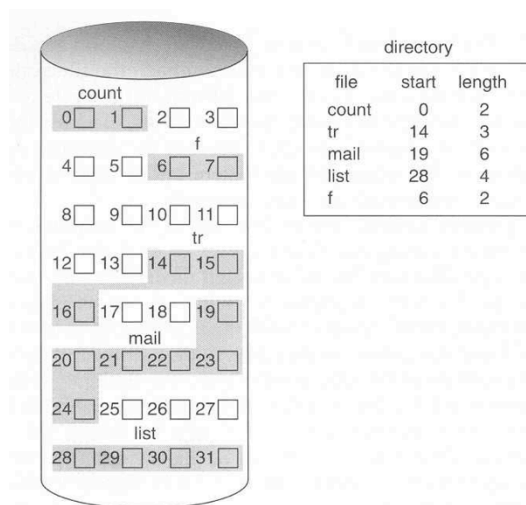 count
0 1 2 3
f
4 5 6 7
8 9 10 11
tr
12 13 14 15
16 17 18 19
mail
20 21 22 23
24 25 26 27
list
28 29 30 31
directory
file start length
count 0 2
tr 14 3
mail 19 6
list 28 4
f 6 2